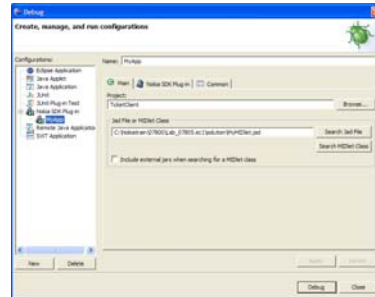 Debug
Create, manage, and run configurations
Configurations:
Eclipse Application
Java Applet
Java Application
JUnit
JUnit Plug-in Test
Nokia SDK Plug-in
MyApp
Remote Java Application
SWT Application
New
Delete
Name: MyApp
Main
Nokia SDK Plug-in
Common
Project:
TicketClient
Browse...
Jad File or MIDlet Class
Search Jad File
Search MIDlet Class
Include external jars when searching for a MIDlet class
Apply
Revert
Debug
Close